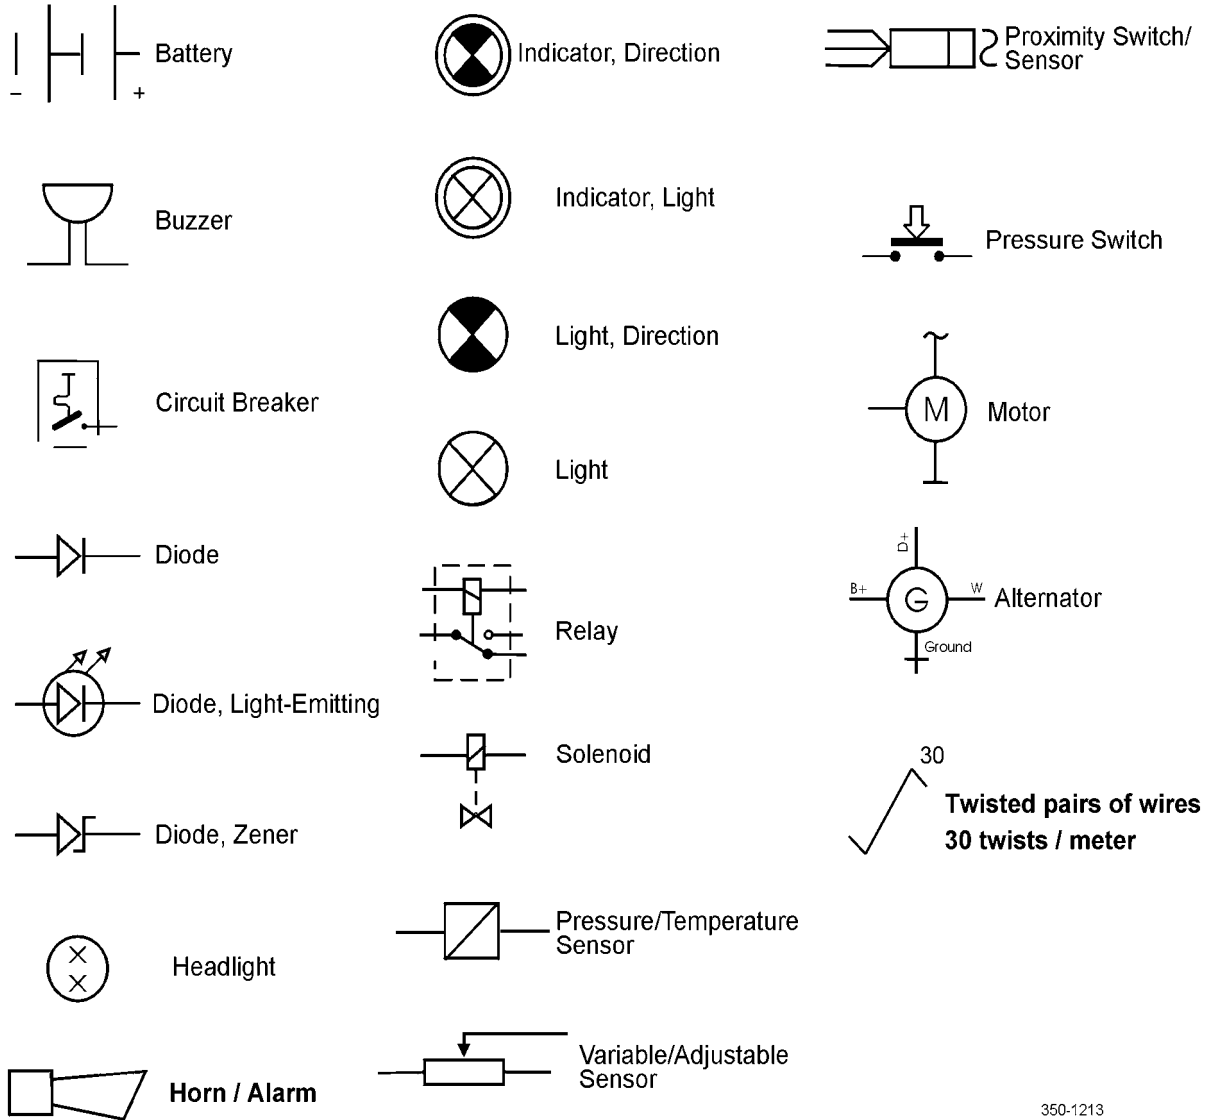 Battery
–
+
Buzzer
Circuit Breaker
Diode
Diode, Light-Emitting
Diode, Zener
Headlight
Horn / Alarm
Indicator, Direction
Indicator, Light
Light, Direction
Light
Relay
Solenoid
Pressure/Temperature
Sensor
Variable/Adjustable
Sensor
Proximity Switch/
Sensor
Pressure Switch
M
Motor
D+
B+
G
W
Alternator
Ground
30
Twisted pairs of wires
30 twists / meter
350-1213